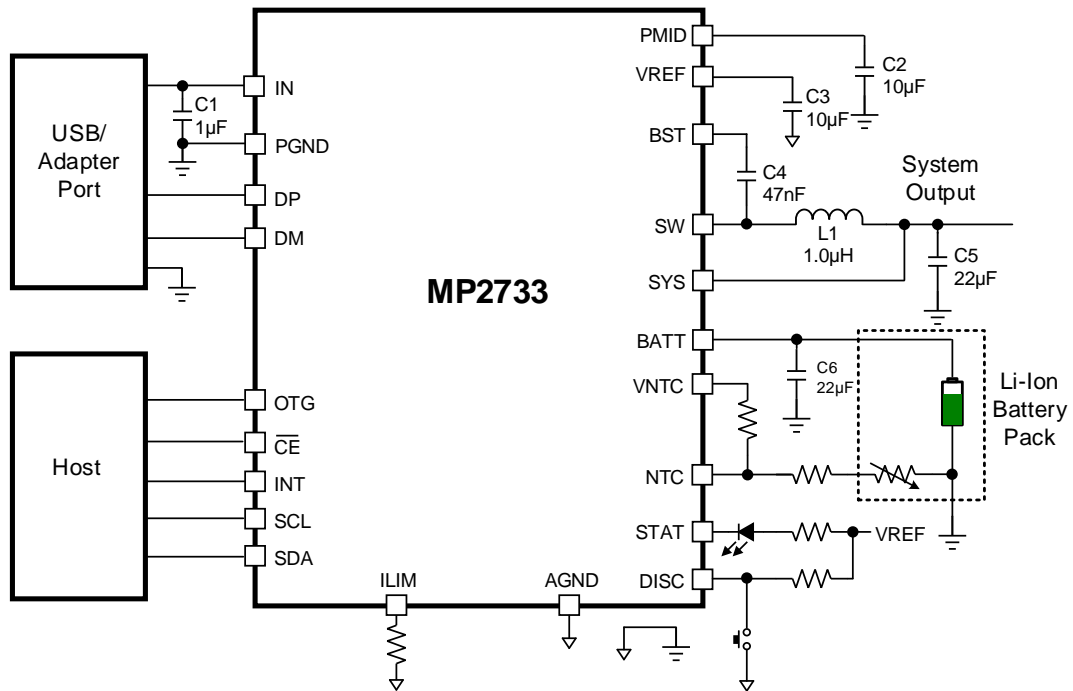 USB/
Adapter
Port
C1
1µF
IN
PGND
DP
DM
Host
OTG
CE
INT
SCL
SDA
MP2733
ILIM
AGND
PMID
VREF
BST
SW
SYS
BATT
VNTC
NTC
STAT
DISC
C2
10µF
C3
10µF
C4
47nF
L1
1.0µH
System
Output
C5
22µF
C6
22µF
Li-Ion
Battery
Pack
VREF